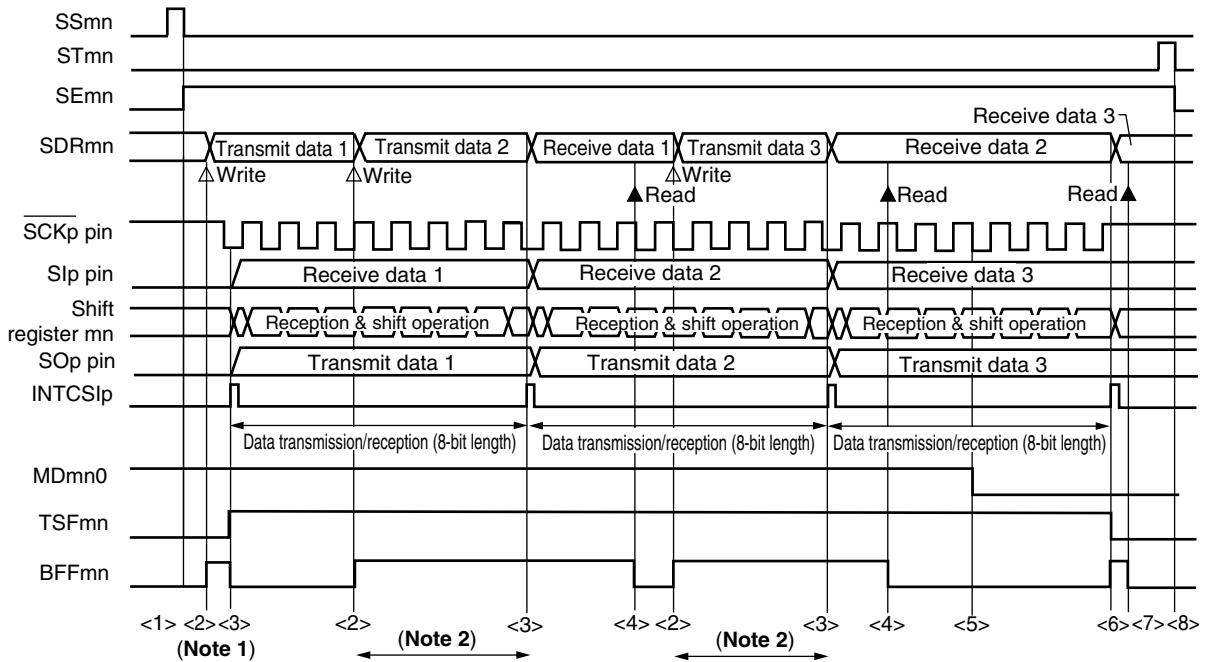 SSmn
STmn
SEmn
Receive data 3
SDRmn Transmit data 1 Transmit data 2 Receive data 1 Transmit data 3 Receive data 2
Write Write Read Write Read Read
SCKp pin
SIp pin Receive data 1 Receive data 2 Receive data 3
Shift
register mn Reception & shift operation Reception & shift operation Reception & shift operation
SOp pin Transmit data 1 Transmit data 2 Transmit data 3
INTCSIp
Data transmission/reception (8-bit length) Data transmission/reception (8-bit length) Data transmission/reception (8-bit length)
MDmn0
TSFmn
BFFmn
<1> <2> <3> <2> <3> <4> <2> <3> <4> <5> <6> <7> <8>
(Note 1) (Note 2) (Note 2)